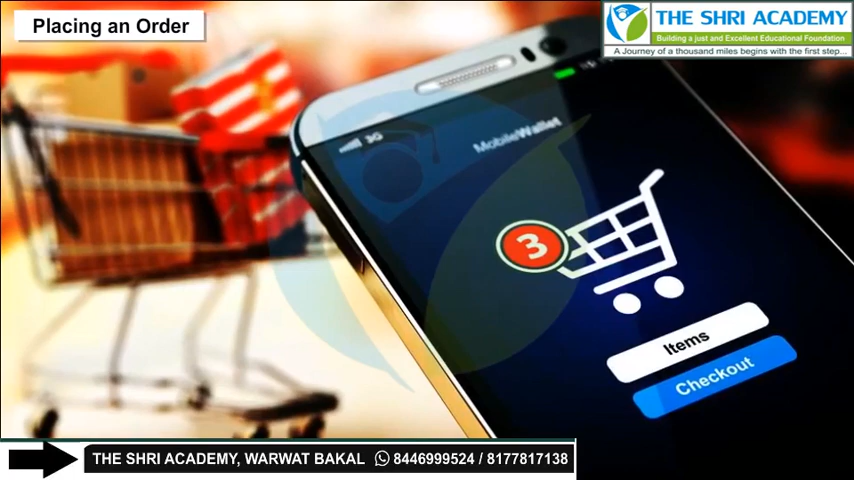 Placing an Order
THE SHRI ACADEMY
Building a just and Excellent Educational Foundation
A Journey of a thousand miles begins with the first step...
3G
MobileWallet
3
Items
Checkout
THE SHRI ACADEMY, WARWAT BAKAL 8446999524 / 8177817138